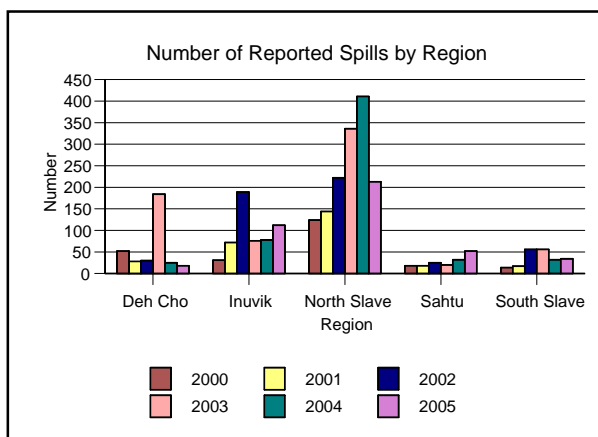 Number of Reported Spills by Region
Number
450
400
350
300
250
200
150
100
50
0
Deh Cho Inuvik North Slave Sahtu South Slave
Region
2000 2001 2002
2003 2004 2005